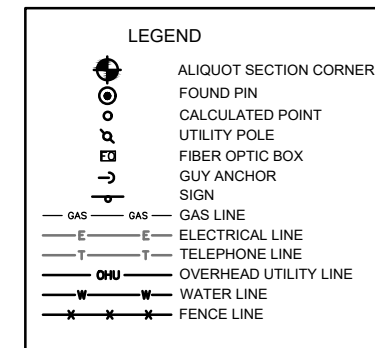 LEGEND
ALIQUOT SECTION CORNER
FOUND PIN
CALCULATED POINT
UTILITY POLE
FO FIBER OPTIC BOX
GUY ANCHOR
SIGN
GAS GAS GAS LINE
E E ELECTRICAL LINE
T T TELEPHONE LINE
OHU OVERHEAD UTILITY LINE
W W WATER LINE
X X X FENCE LINE